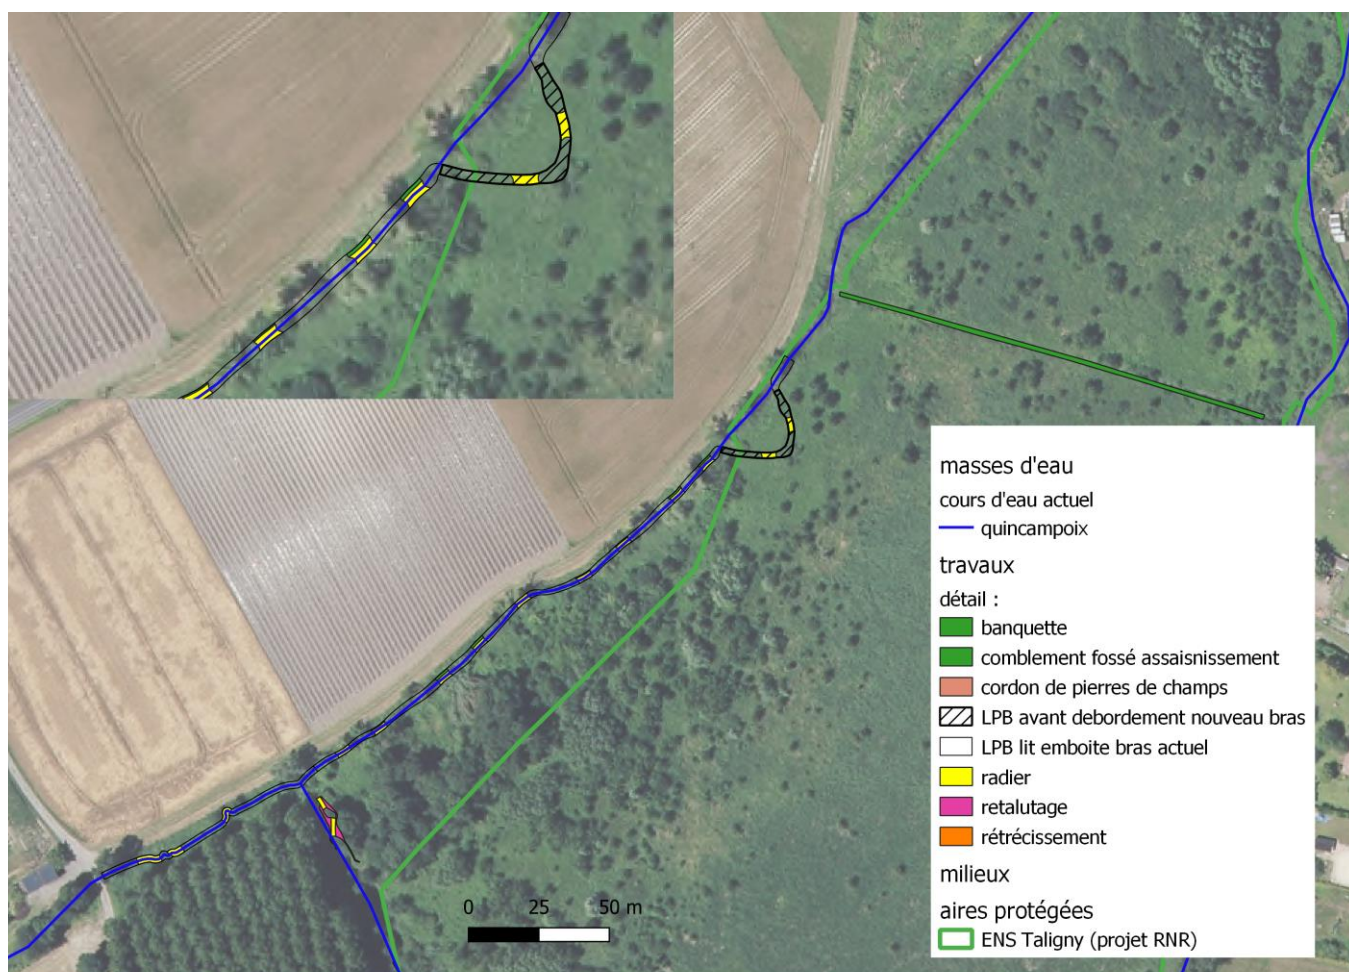 masses d'eau
cours d'eau actuel
quincampoix
travaux
détail :
banquette
comblement fossé assaisnissement
cordon de pierres de champs
LPB avant debordement nouveau bras
LPB lit emboite bras actuel
radier
retalutage
rétrécissement
milieux
aires protégées
ENS Taligny (projet RNR)
0 25 50 m